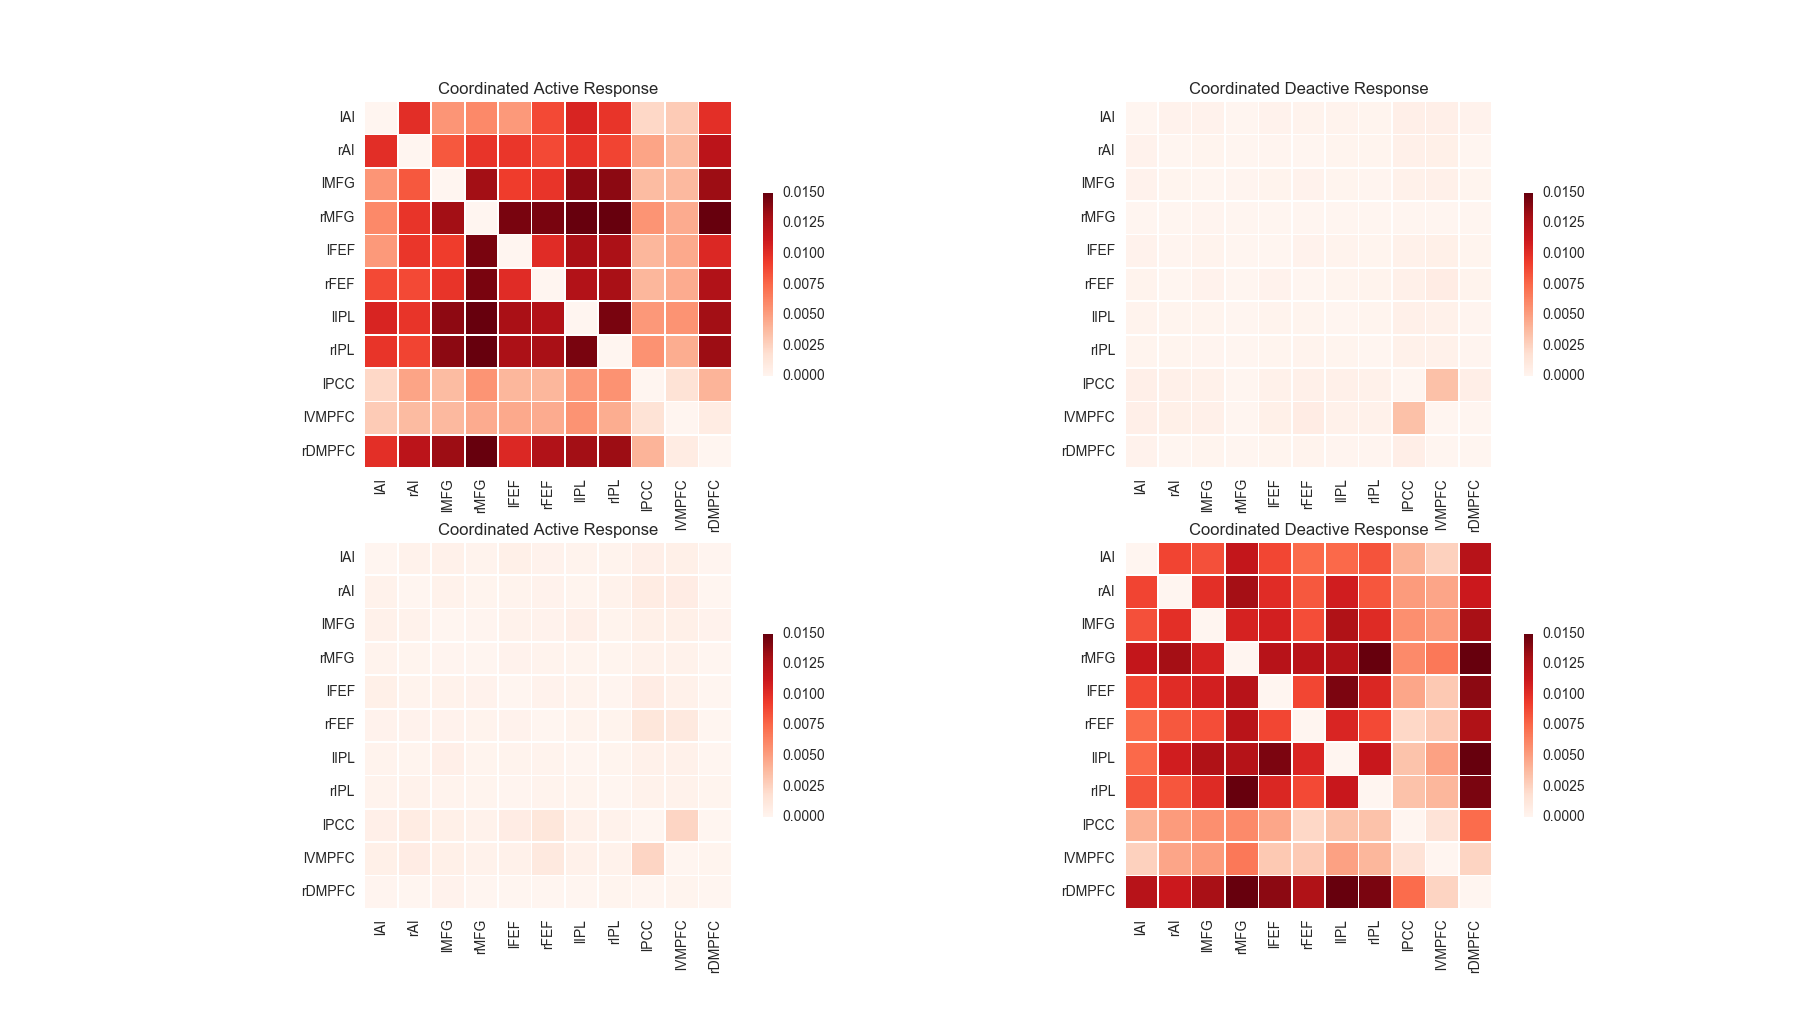 Coordinated Active Response
lAI
rAI
lMFG
rMFG
lFEF
rFEF
lIPL
rIPL
lPCC
lVMPFC
rDMPFC
lAI
rAI
lMFG
rMFG
lFEF
rFEF
lIPL
rIPL
lPCC
lVMPFC
rDMPFC
0.0150
0.0125
0.0100
0.0075
0.0050
0.0025
0.0000
Coordinated Deactive Response
lAI
rAI
lMFG
rMFG
lFEF
rFEF
lIPL
rIPL
lPCC
lVMPFC
rDMPFC
lAI
rAI
lMFG
rMFG
lFEF
rFEF
lIPL
rIPL
lPCC
lVMPFC
rDMPFC
0.0150
0.0125
0.0100
0.0075
0.0050
0.0025
0.0000
Coordinated Active Response
lAI
rAI
lMFG
rMFG
lFEF
rFEF
lIPL
rIPL
lPCC
lVMPFC
rDMPFC
lAI
rAI
lMFG
rMFG
lFEF
rFEF
lIPL
rIPL
lPCC
lVMPFC
rDMPFC
0.0150
0.0125
0.0100
0.0075
0.0050
0.0025
0.0000
Coordinated Deactive Response
lAI
rAI
lMFG
rMFG
lFEF
rFEF
lIPL
rIPL
lPCC
lVMPFC
rDMPFC
lAI
rAI
lMFG
rMFG
lFEF
rFEF
lIPL
rIPL
lPCC
lVMPFC
rDMPFC
0.0150
0.0125
0.0100
0.0075
0.0050
0.0025
0.0000